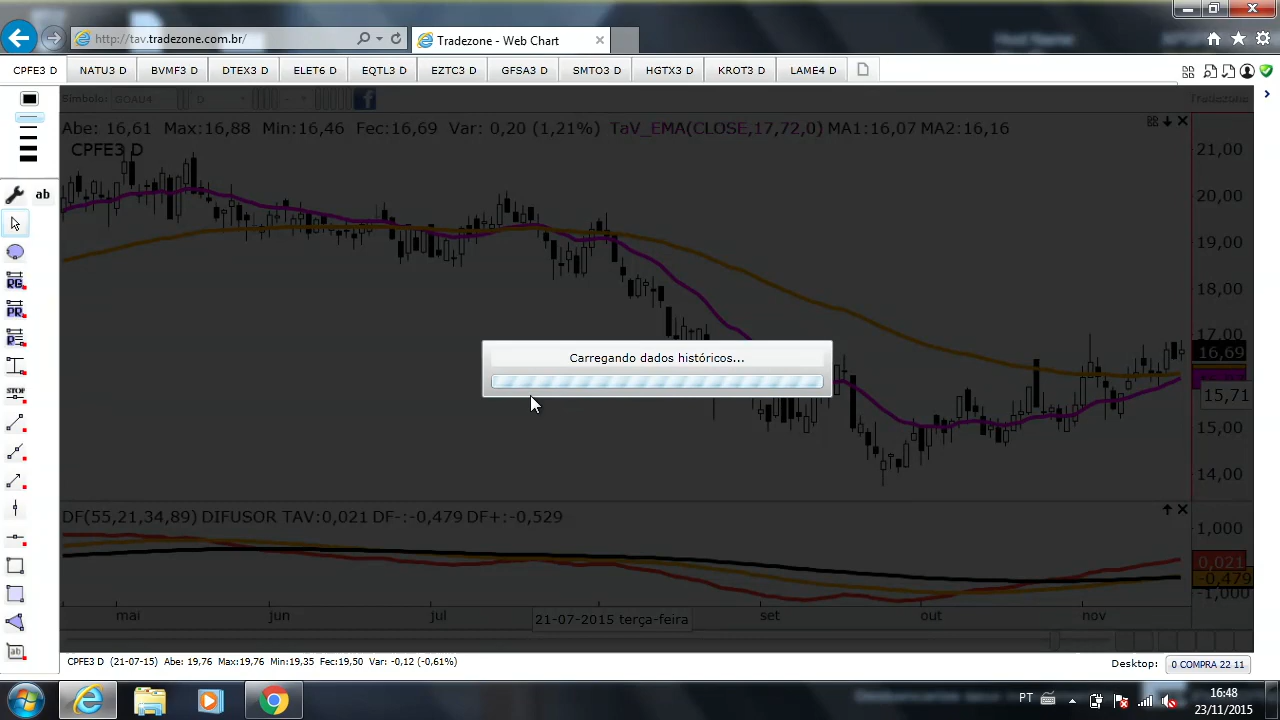 http://tav.tradezone.com.br/
Tradezone - Web Chart
CPFE3 D NATU3 D BVMF3 D DTEX3 D ELET6 D EQTL3 D EZTC3 D GFSA3 D SMTO3 D HGTX3 D KROT3 D LAME4 D
Símbolo: GOAU4 D
Tradezone
Abe: 16,61 Max:16,88 Min:16,46 Fec:16,69 Var: 0,20 (1,21%) TaV_EMA(CLOSE,17,72,0) MA1:16,07 MA2:16,16
CPFE3 D
21,00
20,00
19,00
18,00
17,00
16,69
15,71
15,00
14,00
ab
RG
PR
P
STOP
ab
Carregando dados históricos...
DF(55,21,34,89) DIFUSOR TAV:0,021 DF-:-0,479 DF+:-0,529
1,000
0,021
-0,479
-1,000
mai jun jul 21-07-2015 terça-feira set out nov
CPFE3 D (21-07-15) Abe: 19,76 Max:19,76 Min:19,35 Fec:19,50 Var: -0,12 (-0,61%)
Desktop: 0 COMPRA 22 11
PT
16:48
23/11/2015